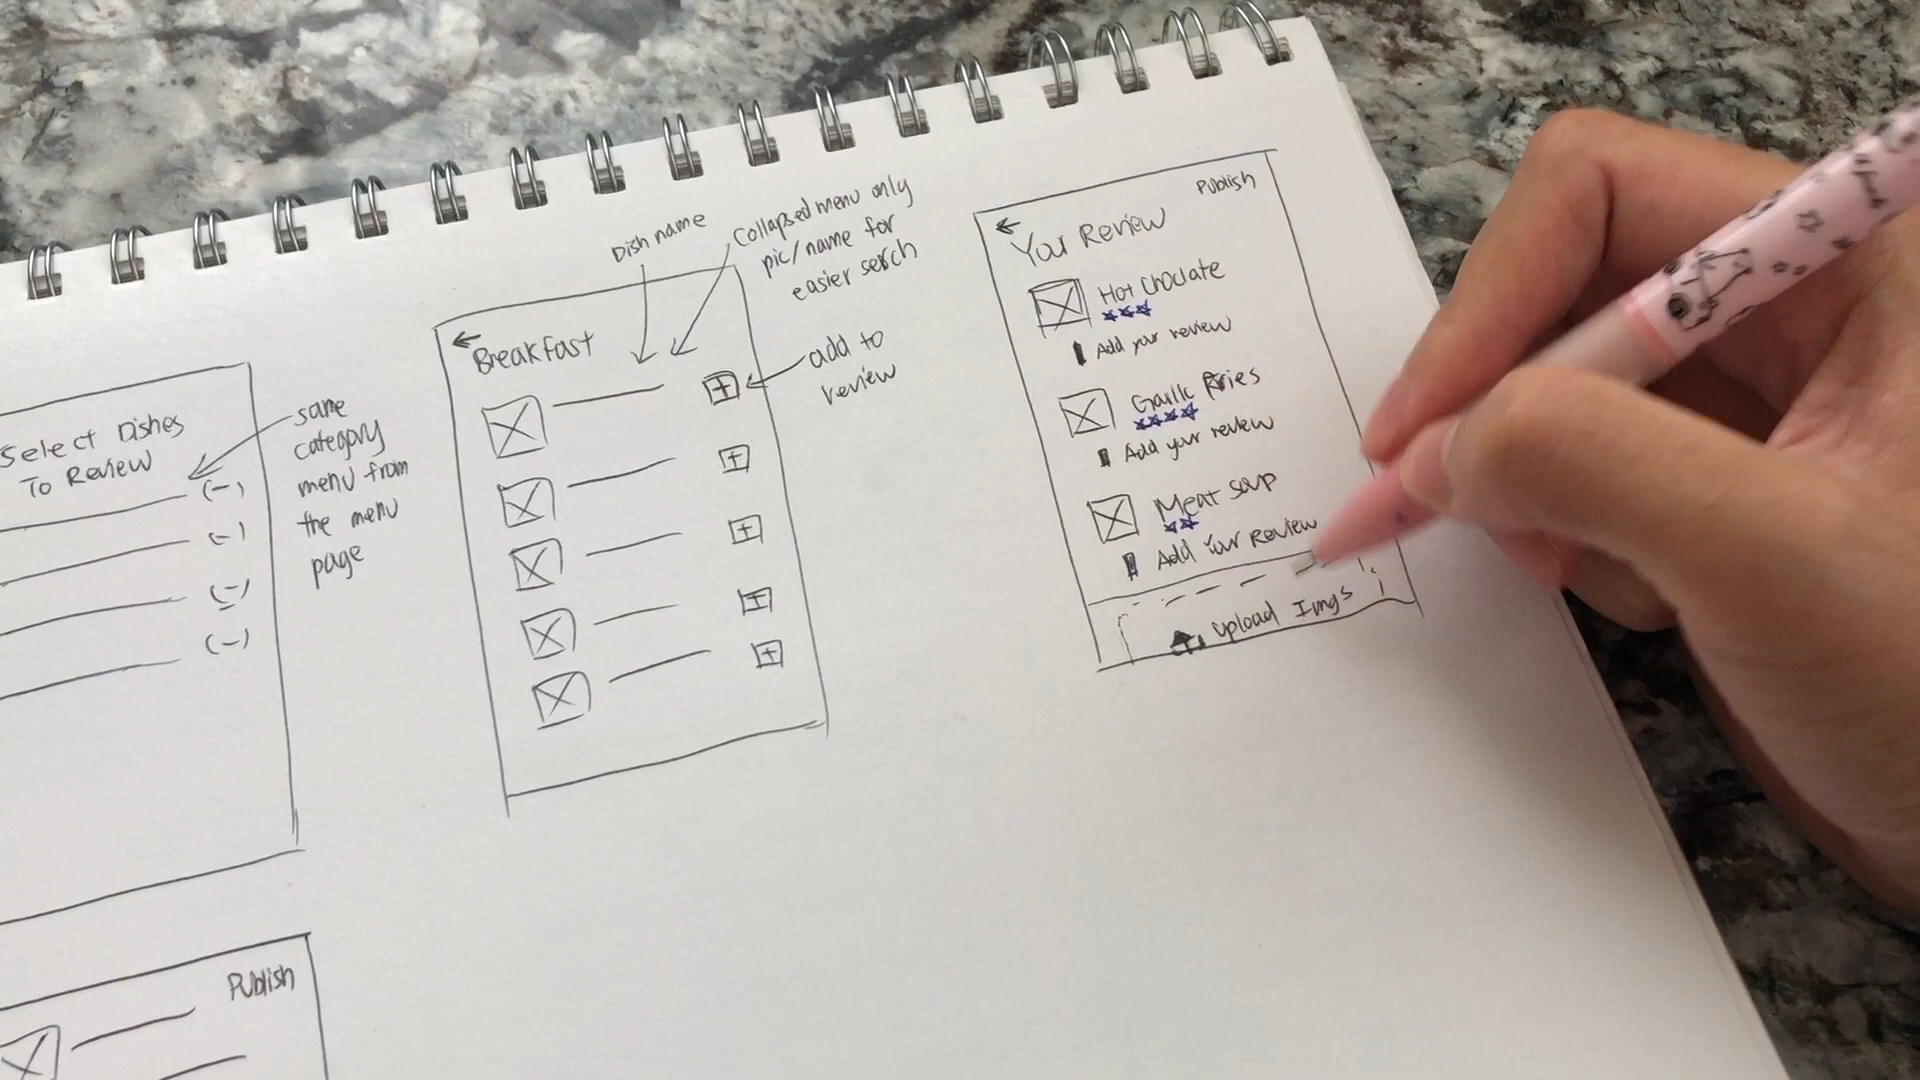 Select Dishes
To Review
(-)
(-)
(-)
(-)
same
category
menu from
the menu
page
Dish name
Collapsed menu only
pic/name for
easier serch
add to
review
Breakfast
Publish
Your Review
Hot Choclate
Add your review
Garlic Fries
Add your review
Meat soup
Add Your Review
Upload Imgs
Publish